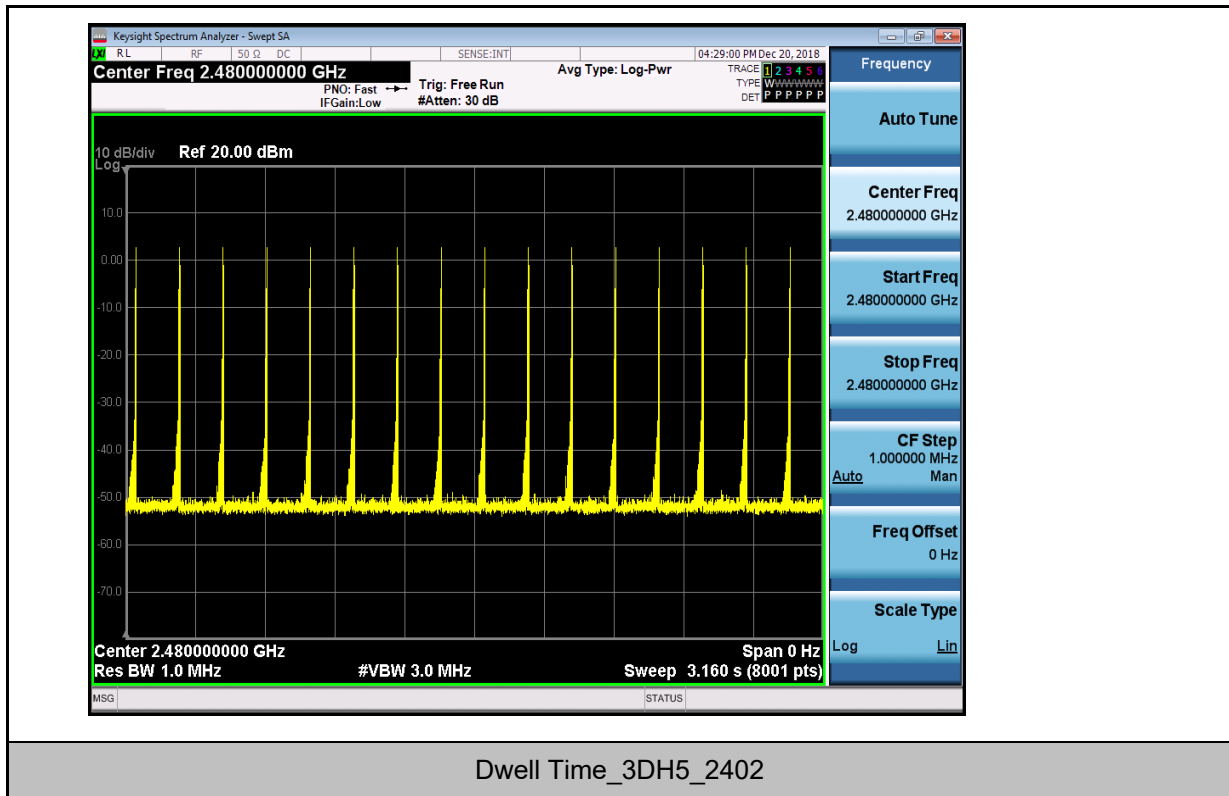 Keysight Spectrum Analyzer - Swept SA
LXI RL RF 50 Ω DC SENSE:INT 04:29:00 PM Dec 20, 2018
Center Freq 2.480000000 GHz
PNO: Fast
IFGain:Low
Trig: Free Run
#Atten: 30 dB
Avg Type: Log-Pwr
TRACE 1 2 3 4 5 6
TYPE WWWWWW
DET P P P P P P
Frequency
Auto Tune
Center Freq
2.480000000 GHz
Start Freq
2.480000000 GHz
Stop Freq
2.480000000 GHz
CF Step
1.000000 MHz
Auto Man
Freq Offset
0 Hz
Scale Type
Log Lin
10 dB/div Ref 20.00 dBm
Log
10.0
0.00
-10.0
-20.0
-30.0
-40.0
-50.0
-60.0
-70.0
Center 2.480000000 GHz Span 0 Hz
Res BW 1.0 MHz #VBW 3.0 MHz Sweep 3.160 s (8001 pts)
MSG STATUS
Dwell Time_3DH5_2402